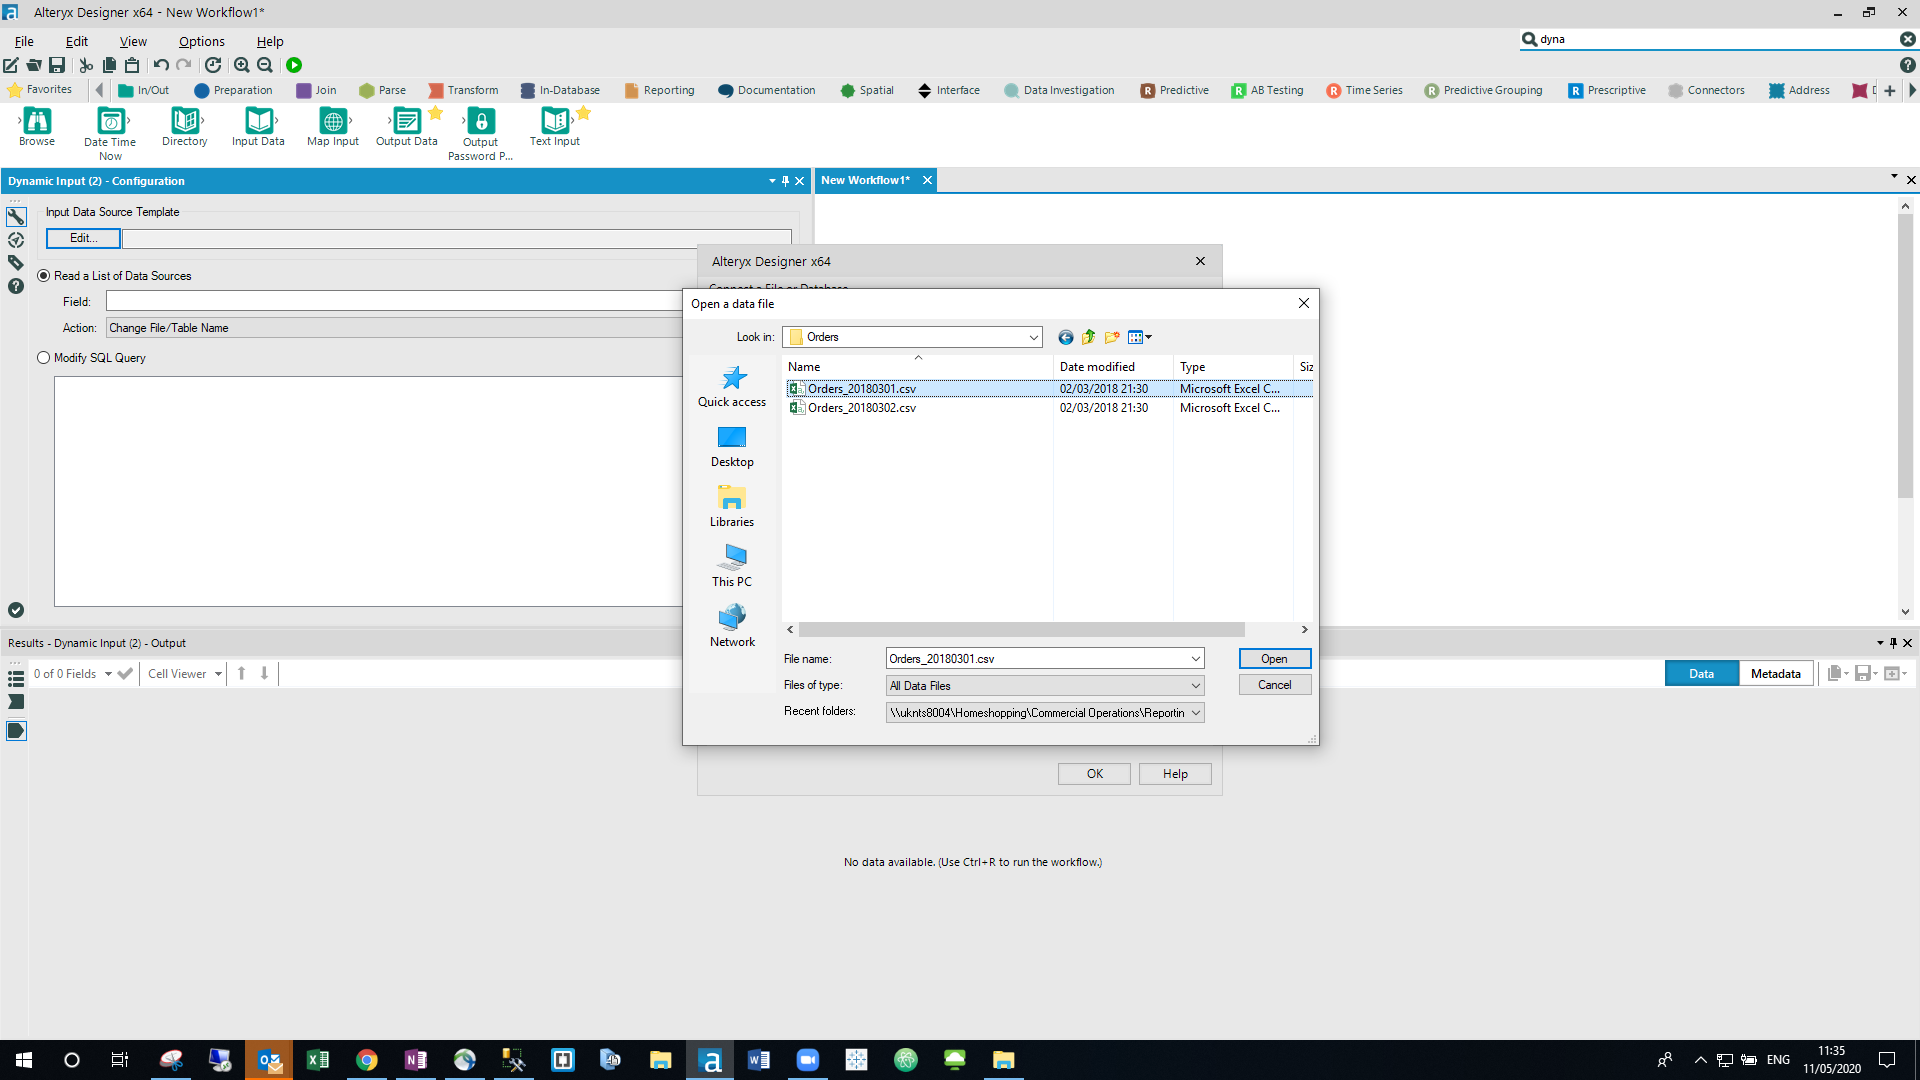 Alteryx Designer x64 - New Workflow1*
File Edit View Options Help
dyna
Favorites In/Out Preparation Join Parse Transform In-Database Reporting Documentation Spatial Interface Data Investigation Predictive AB Testing Time Series Predictive Grouping Prescriptive Connectors Address
Browse Date Time Now Directory Input Data Map Input Output Data Output Password P... Text Input
Dynamic Input (2) - Configuration
New Workflow1*
Input Data Source Template
Edit...
Read a List of Data Sources
Field:
Action: Change File/Table Name
Modify SQL Query
Alteryx Designer x64
Connect a File or Database
Open a data file
Look in: Orders
Name Date modified Type Siz
Orders_20180301.csv 02/03/2018 21:30 Microsoft Excel C...
Orders_20180302.csv 02/03/2018 21:30 Microsoft Excel C...
Quick access
Desktop
Libraries
This PC
Network
File name: Orders_20180301.csv Open
Files of type: All Data Files Cancel
Recent folders: \\uknts8004\Homeshopping\Commercial Operations\Reportin
OK Help
Results - Dynamic Input (2) - Output
0 of 0 Fields Cell Viewer Data Metadata
No data available. (Use Ctrl+R to run the workflow.)
ENG
11:35
11/05/2020